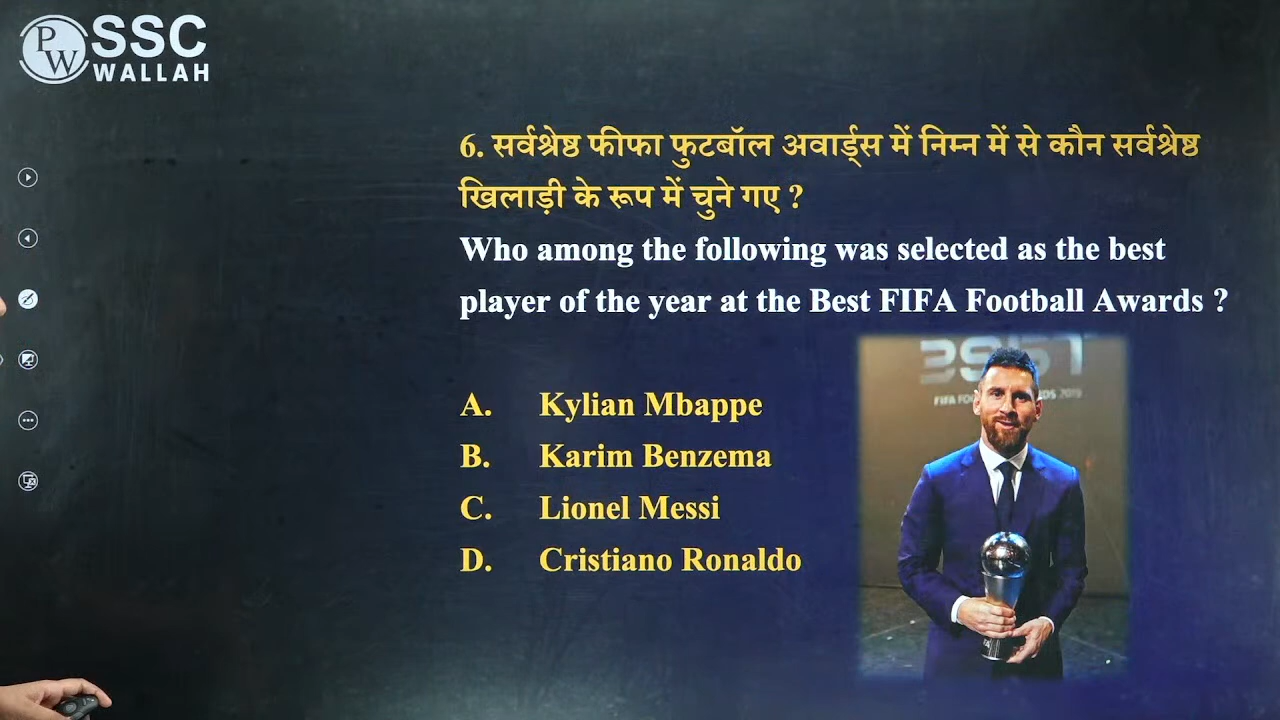 PW
SSC
WALLAH
6. सर्वश्रेष्ठ फीफा फुटबॉल अवार्ड्स में निम्न में से कौन सर्वश्रेष्ठ
खिलाड़ी के रूप में चुने गए ?
Who among the following was selected as the best
player of the year at the Best FIFA Football Awards ?
A. Kylian Mbappe
B. Karim Benzema
C. Lionel Messi
D. Cristiano Ronaldo